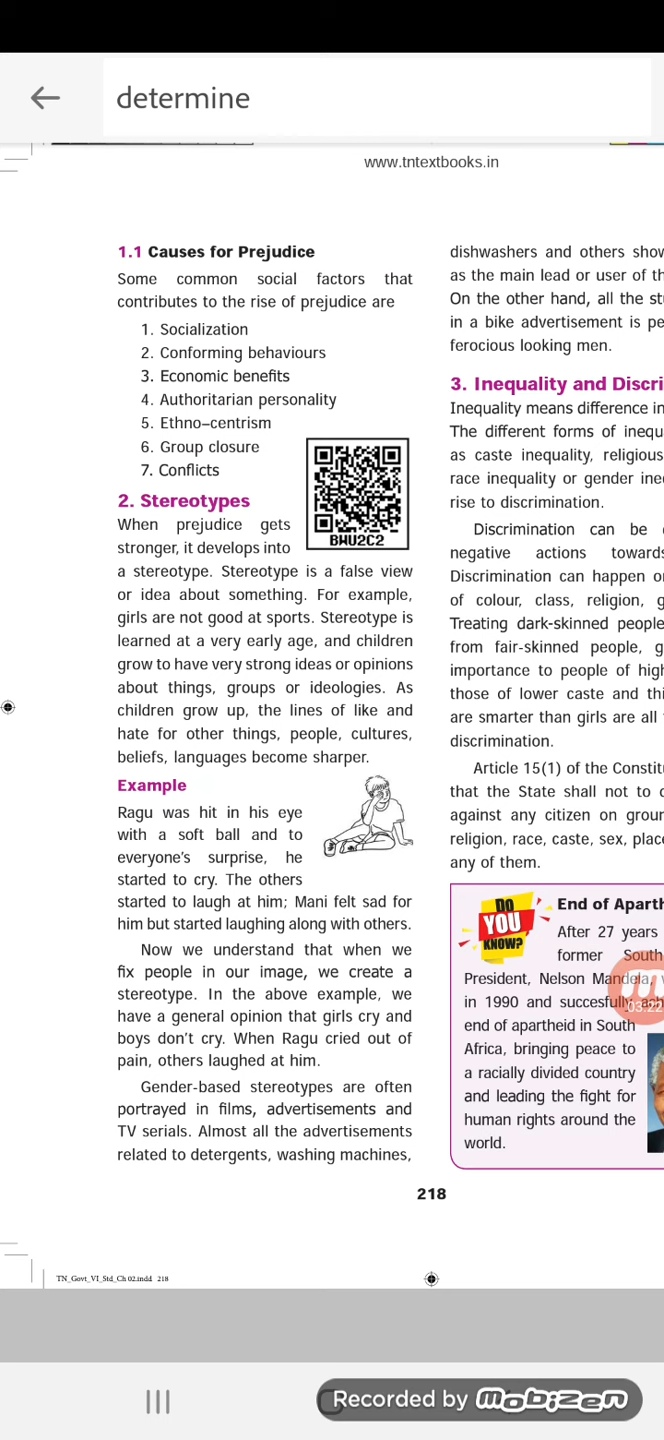 determine
www.tntextbooks.in
1.1 Causes for Prejudice
Some common social factors that
contributes to the rise of prejudice are
1. Socialization
2. Conforming behaviours
3. Economic benefits
4. Authoritarian personality
5. Ethno–centrism
6. Group closure
7. Conflicts
BWU2C2
2. Stereotypes
When prejudice gets
stronger, it develops into
a stereotype. Stereotype is a false view
or idea about something. For example,
girls are not good at sports. Stereotype is
learned at a very early age, and children
grow to have very strong ideas or opinions
about things, groups or ideologies. As
children grow up, the lines of like and
hate for other things, people, cultures,
beliefs, languages become sharper.
Example
Ragu was hit in his eye
with a soft ball and to
everyone's surprise, he
started to cry. The others
started to laugh at him; Mani felt sad for
him but started laughing along with others.
Now we understand that when we
fix people in our image, we create a
stereotype. In the above example, we
have a general opinion that girls cry and
boys don't cry. When Ragu cried out of
pain, others laughed at him.
Gender-based stereotypes are often
portrayed in films, advertisements and
TV serials. Almost all the advertisements
related to detergents, washing machines,
dishwashers and others show
as the main lead or user of th
On the other hand, all the stu
in a bike advertisement is pe
ferocious looking men.
3. Inequality and Discri
Inequality means difference in
The different forms of inequ
as caste inequality, religious
race inequality or gender ine
rise to discrimination.
Discrimination can be
negative actions towards
Discrimination can happen o
of colour, class, religion, g
Treating dark-skinned people
from fair-skinned people, g
importance to people of high
those of lower caste and thi
are smarter than girls are all
discrimination.
Article 15(1) of the Constitu
that the State shall not to d
against any citizen on groun
religion, race, caste, sex, place
any of them.
DO
YOU
KNOW?
End of Aparth
After 27 years
former South
President, Nelson Mandela,
in 1990 and succesfully ach
03:22
end of apartheid in South
Africa, bringing peace to
a racially divided country
and leading the fight for
human rights around the
world.
218
TN_Govt_VI_Std_Ch 02.indd 218
Recorded by mobizen